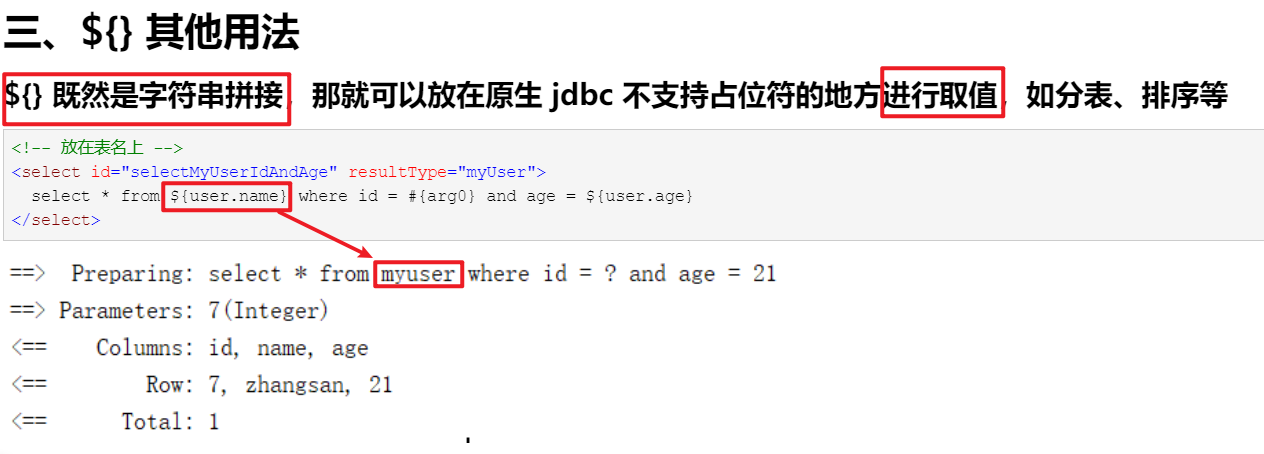 三、${} 其他用法
${} 既然是字符串拼接，那就可以放在原生 jdbc 不支持占位符的地方进行取值，如分表、排序等
<!-- 放在表名上 -->
<select id="selectMyUserIdAndAge" resultType="myUser">
select * from ${user.name} where id = #{arg0} and age = ${user.age}
</select>
==> Preparing: select * from myuser where id = ? and age = 21
==> Parameters: 7(Integer)
<== Columns: id, name, age
<== Row: 7, zhangsan, 21
<== Total: 1